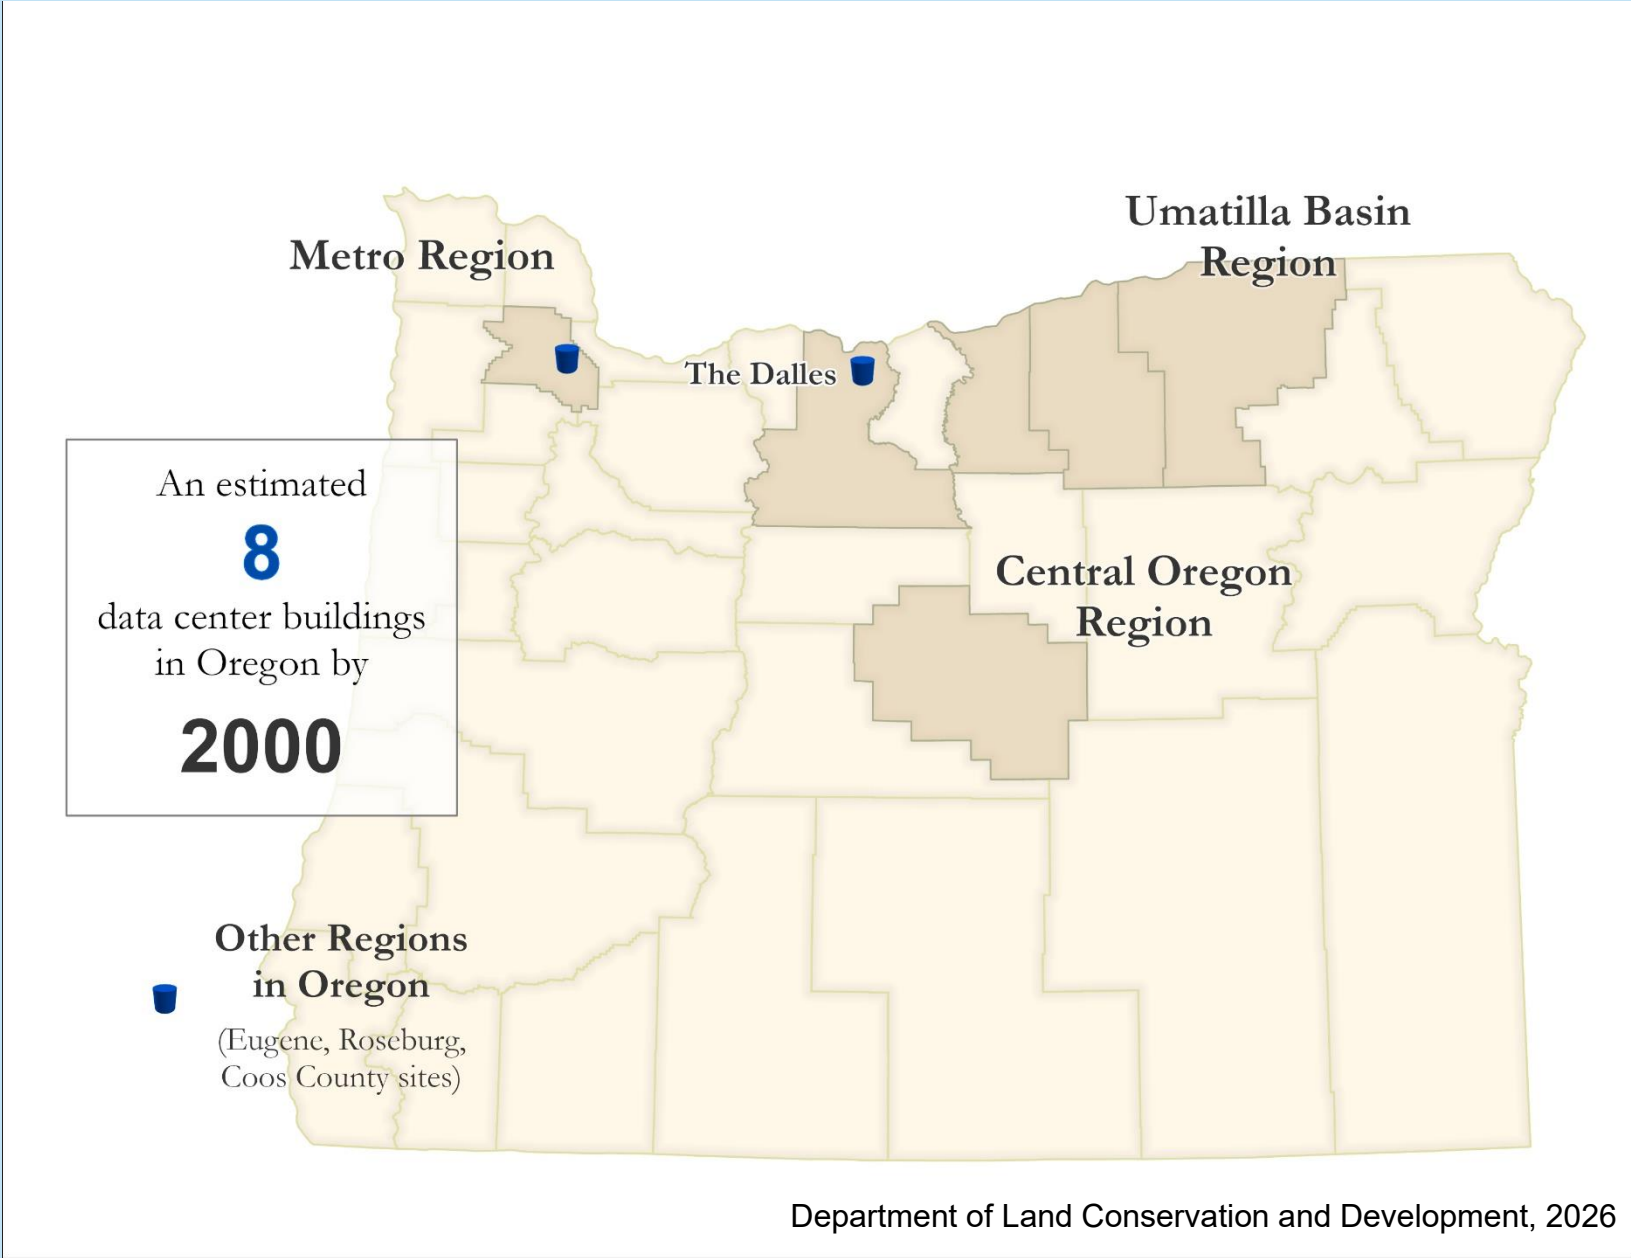 Umatilla Basin
Region
Metro Region
The Dalles
An estimated
8
data center buildings
in Oregon by
2000
Central Oregon
Region
Other Regions
in Oregon
(Eugene, Roseburg,
Coos County sites)
Department of Land Conservation and Development, 2026